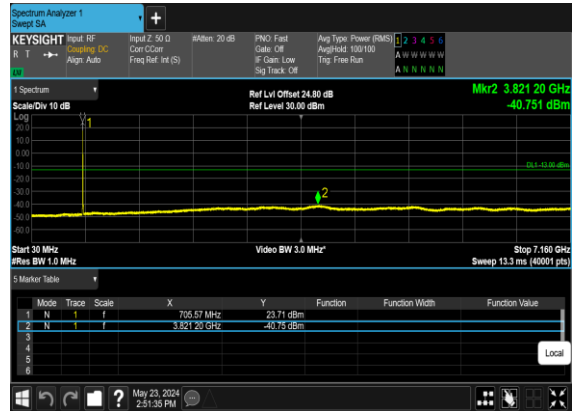 Spectrum Analyzer 1
Swept SA
+
KEYSIGHT Input: RF Input Z: 50 Ω #Atten: 20 dB PNO: Fast Avg Type: Power (RMS) 1 2 3 4 5 6
R T Coupling: DC Corr CCorr Gate: Off Avg|Hold: 100/100 A W W W W W
Align: Auto Freq Ref: Int (S) IF Gain: Low Trig: Free Run
LW Sig Track: Off A N N N N N
1 Spectrum Ref Lvl Offset 24.80 dB Mkr2 3.821 20 GHz
Scale/Div 10 dB Ref Level 30.00 dBm -40.751 dBm
Log
20.0
10.0
0.00
-10.0
-20.0
-30.0
-40.0
-50.0
-60.0
1
2
DL1 -13.00 dBm
Start 30 MHz Video BW 3.0 MHz* Stop 7.160 GHz
#Res BW 1.0 MHz Sweep 13.3 ms (40001 pts)
5 Marker Table
Mode Trace Scale X Y Function Function Width Function Value
1 N 1 f 705.57 MHz 23.71 dBm
2 N 1 f 3.821 20 GHz -40.75 dBm
3
4
5
6
Local
? May 23, 2024
2:51:35 PM